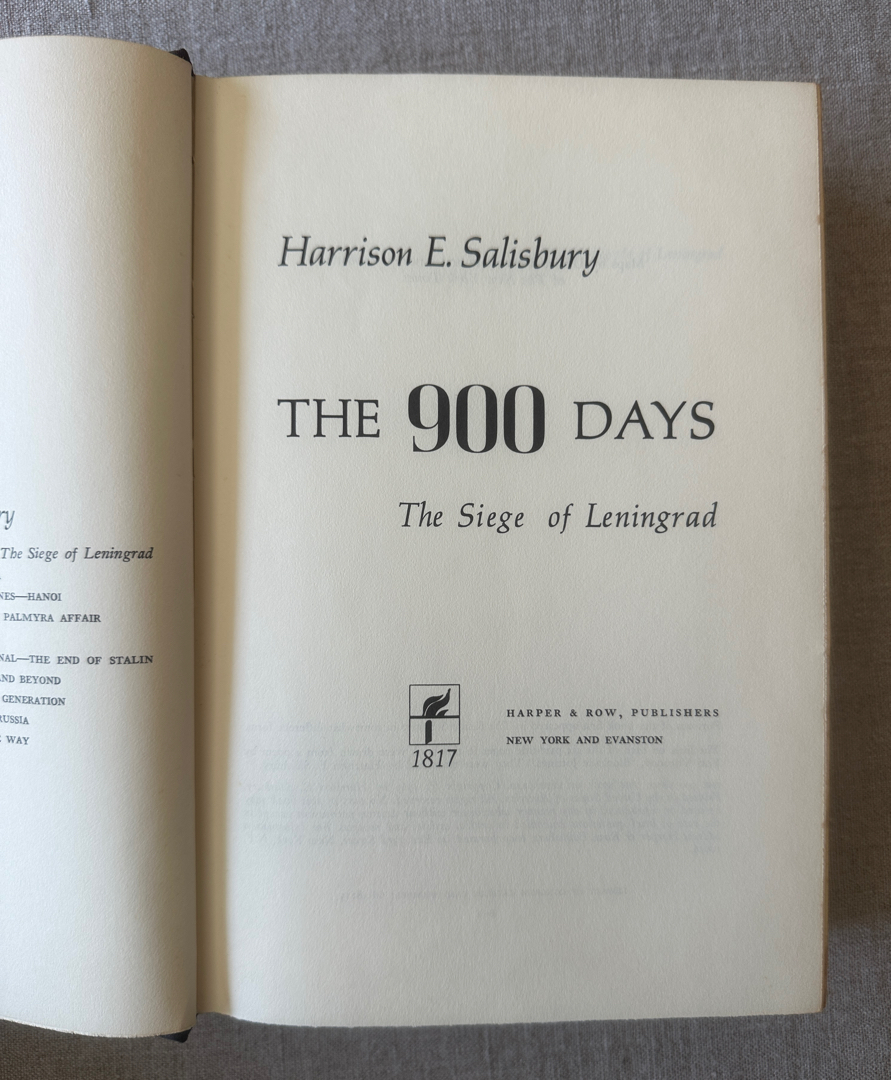 ry
The Siege of Leningrad
NES—HANOI
PALMYRA AFFAIR
NAL—THE END OF STALIN
ND BEYOND
GENERATION
RUSSIA
WAY
Harrison E. Salisbury
THE 900 DAYS
The Siege of Leningrad
1817
HARPER & ROW, PUBLISHERS
NEW YORK AND EVANSTON